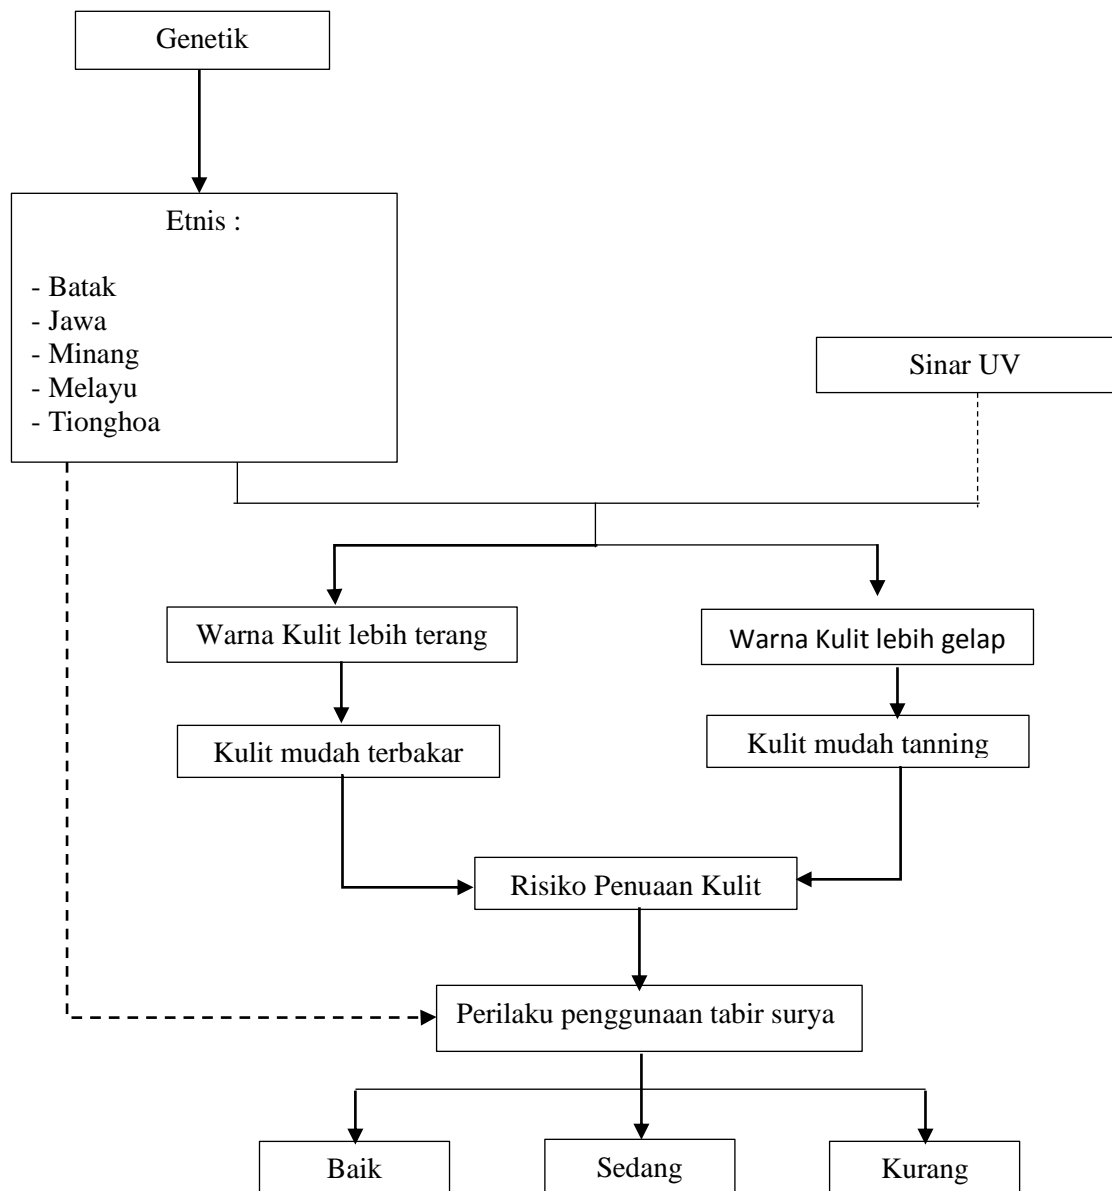 Genetik
Etnis :
- Batak
- Jawa
- Minang
- Melayu
- Tionghoa
Sinar UV
Warna Kulit lebih terang
Warna Kulit lebih gelap
Kulit mudah terbakar
Kulit mudah tanning
Risiko Penuaan Kulit
Perilaku penggunaan tabir surya
Baik
Sedang
Kurang